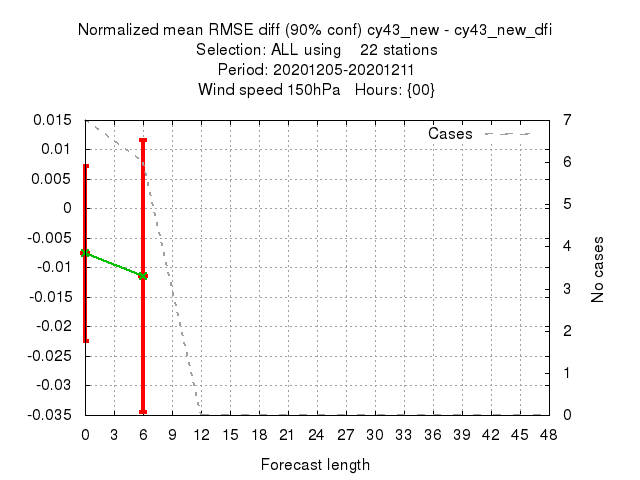 Normalized mean RMSE diff (90% conf) cy43_new - cy43_new_dfi
Selection: ALL using 22 stations
Period: 20201205-20201211
Wind speed 150hPa Hours: {00}
Cases
0.015
0.01
0.005
0
-0.005
-0.01
-0.015
-0.02
-0.025
-0.03
-0.035
7
6
5
4
3
2
1
0
No cases
0 3 6 9 12 15 18 21 24 27 30 33 36 39 42 45 48
Forecast length